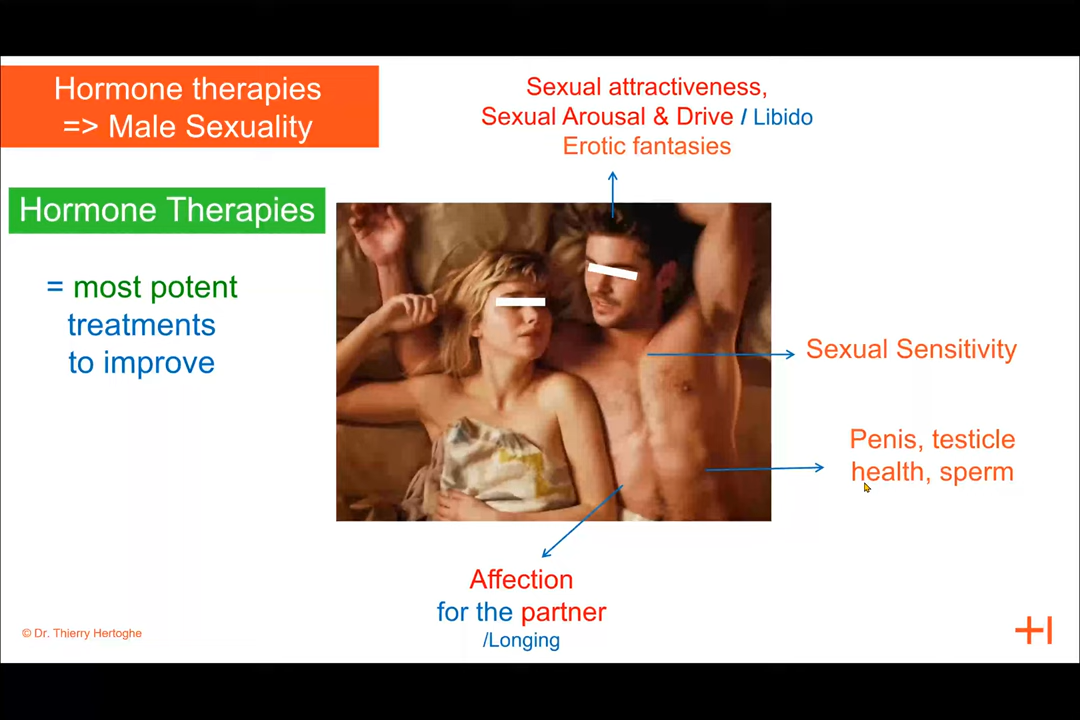 Hormone therapies
=> Male Sexuality
Sexual attractiveness,
Sexual Arousal & Drive / Libido
Erotic fantasies
Hormone Therapies
= most potent
treatments
to improve
Sexual Sensitivity
Penis, testicle
health, sperm
Affection
for the partner
/Longing
© Dr. Thierry Hertoghe